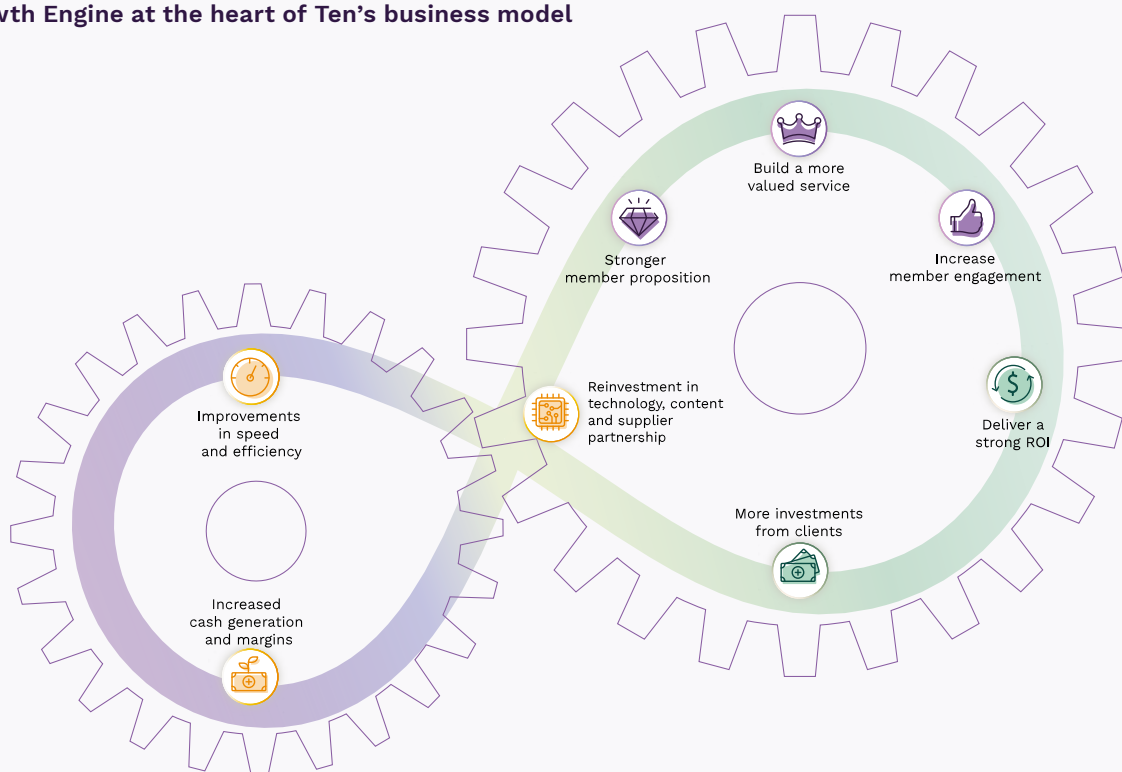 wth Engine at the heart of Ten's business model
Build a more
valued service
Stronger
member proposition
Increase
member engagement
Reinvestment in
technology, content
and supplier
partnership
Deliver a
strong ROI
More investments
from clients
Improvements
in speed
and efficiency
Increased
cash generation
and margins
$